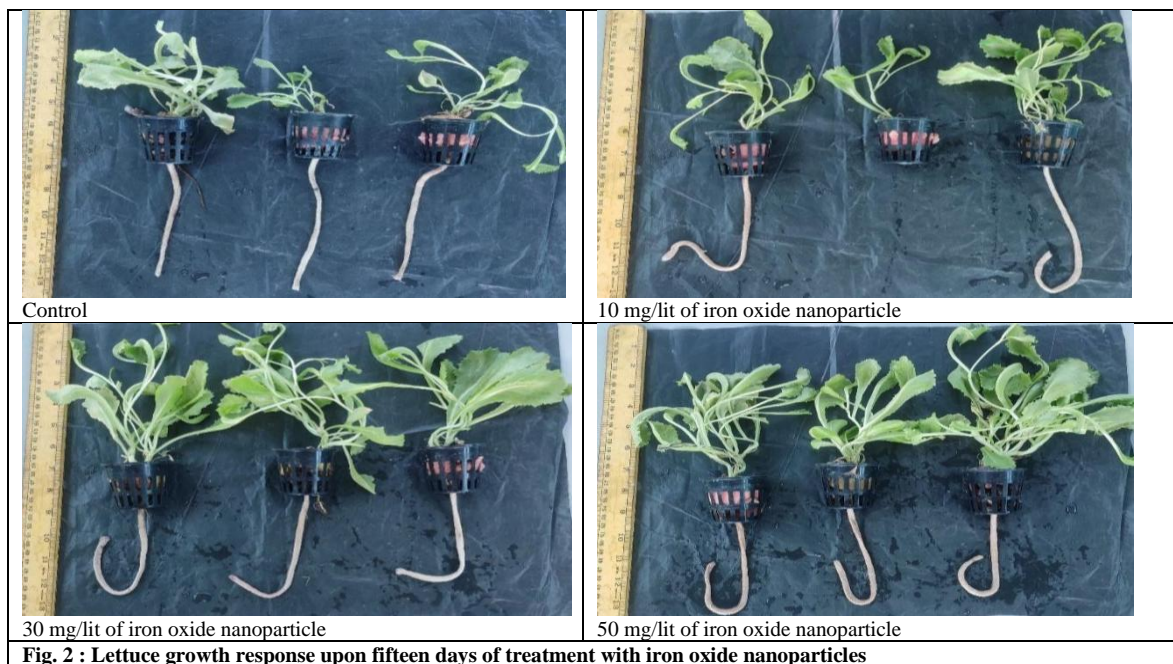 Control
10 mg/lit of iron oxide nanoparticle
30 mg/lit of iron oxide nanoparticle
50 mg/lit of iron oxide nanoparticle
Fig. 2 : Lettuce growth response upon fifteen days of treatment with iron oxide nanoparticles